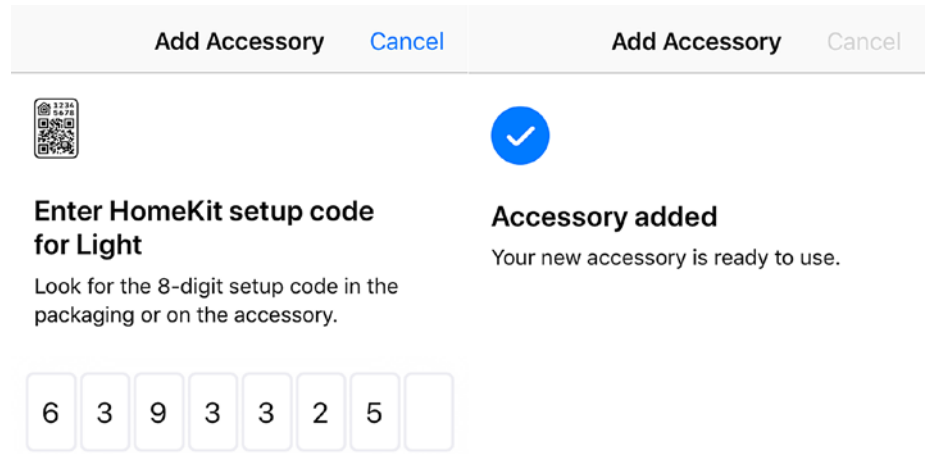 Add Accessory Cancel
1234
5678
Enter HomeKit setup code
for Light
Look for the 8-digit setup code in the
packaging or on the accessory.
6 3 9 3 3 2 5
Add Accessory Cancel
Accessory added
Your new accessory is ready to use.